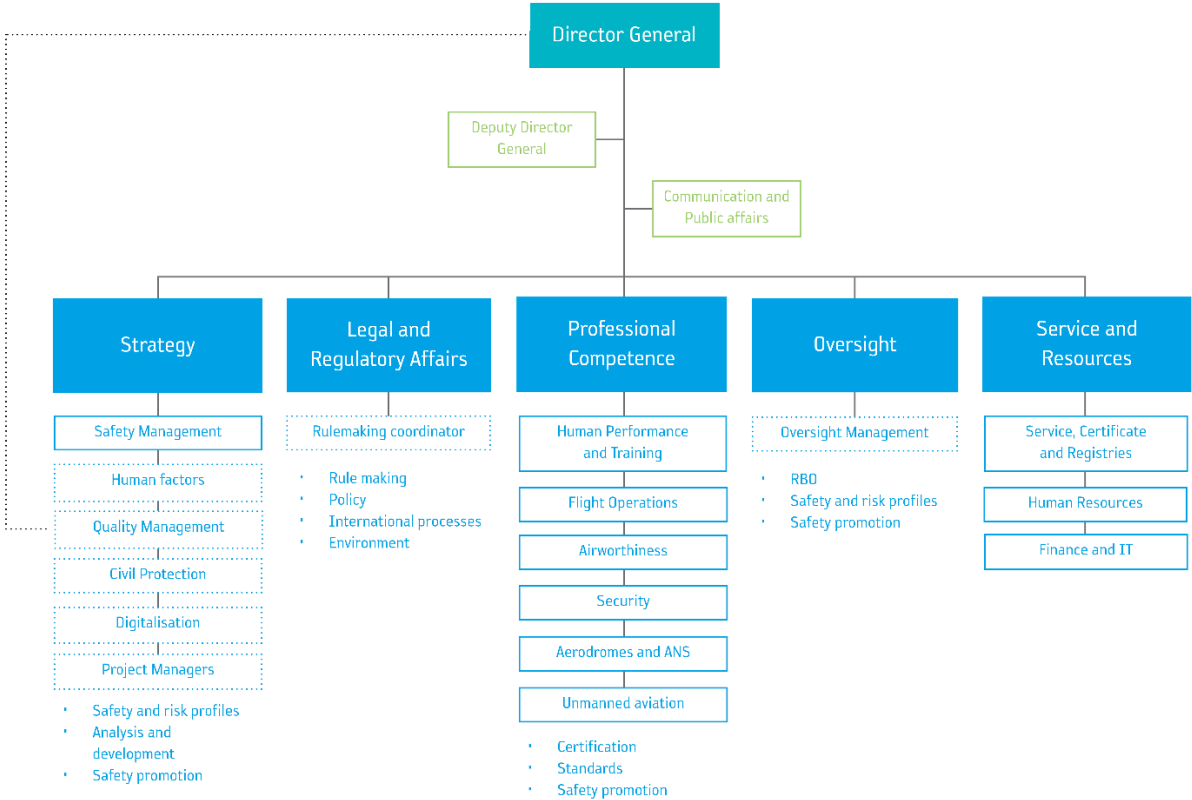 Director General
Deputy Director
General
Communication and
Public affairs
Strategy
Safety Management
Human factors
Quality Management
Civil Protection
Digitalisation
Project Managers
· Safety and risk profiles
· Analysis and
development
· Safety promotion
Legal and
Regulatory Affairs
Rulemaking coordinator
· Rule making
· Policy
· International processes
· Environment
Professional
Competence
Human Performance
and Training
Flight Operations
Airworthiness
Security
Aerodromes and ANS
Unmanned aviation
· Certification
· Standards
· Safety promotion
Oversight
Oversight Management
· RBO
· Safety and risk profiles
· Safety promotion
Service and
Resources
Service, Certificate
and Registries
Human Resources
Finance and IT